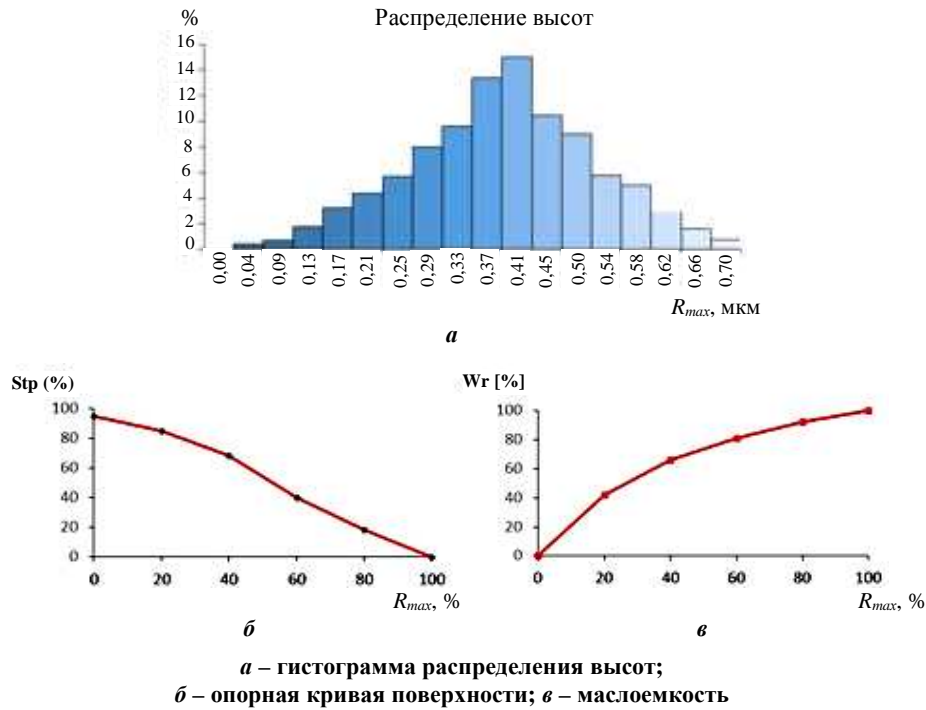 % Распределение высот
16
14
12
10
8
6
4
2
0
0,00 0,04 0,09 0,13 0,17 0,21 0,25 0,29 0,33 0,37 0,41 0,45 0,50 0,54 0,58 0,62 0,66 0,70
Rmax, мкм
а
Stp (%)
100
80
60
40
20
0
0 20 40 60 80 100
Rmax, %
б
Wr [%]
100
80
60
40
20
0
0 20 40 60 80 100
Rmax, %
в
а – гистограмма распределения высот;
б – опорная кривая поверхности; в – маслоемкость